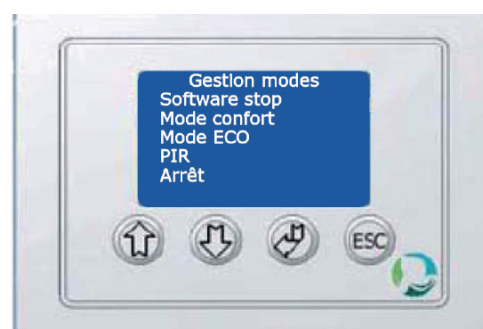 Gestion modes
Software stop
Mode confort
Mode ECO
PIR
Arrêt
ESC